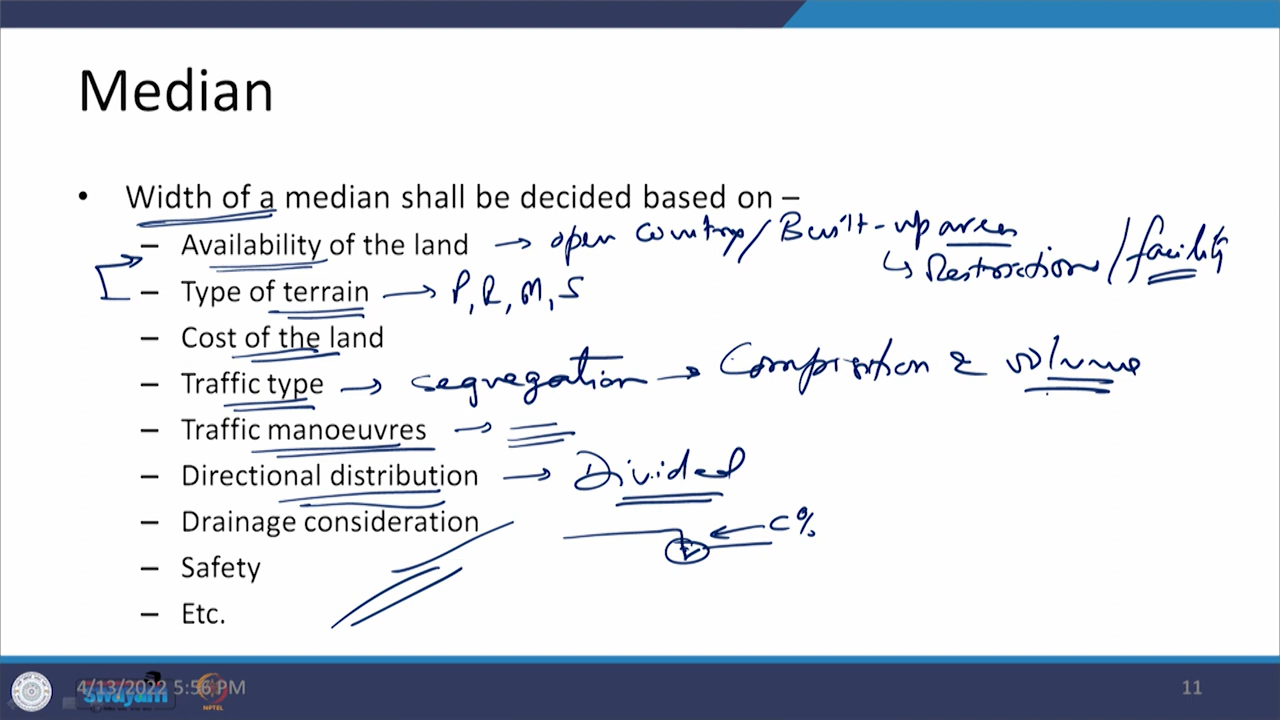 Median
• Width of a median shall be decided based on –
– Availability of the land → open country / Built-up areas
↳ Restrictions / facility
– Type of terrain → P, R, M, S
– Cost of the land
– Traffic type → segregation → Composition & volume
– Traffic manoeuvres →
– Directional distribution → Divided
– Drainage consideration
← C%
– Safety
– Etc.
4/13/2022 5:56 PM
swayam
NPTEL
11